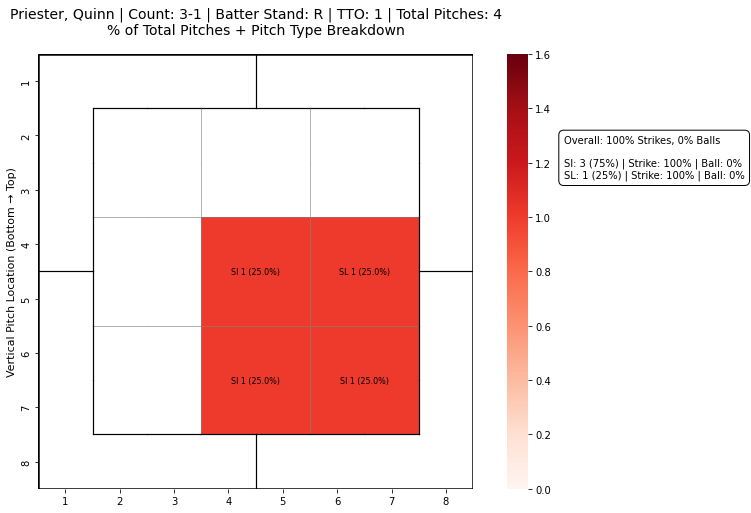 Priester, Quinn | Count: 3-1 | Batter Stand: R | TTO: 1 | Total Pitches: 4
% of Total Pitches + Pitch Type Breakdown
Vertical Pitch Location (Bottom → Top)
1
2
3
4
5
6
7
8
SI 1 (25.0%) SL 1 (25.0%)
SI 1 (25.0%) SI 1 (25.0%)
1 2 3 4 5 6 7 8
1.6
1.4
1.2
1.0
0.8
0.6
0.4
0.2
0.0
Overall: 100% Strikes, 0% Balls
SI: 3 (75%) | Strike: 100% | Ball: 0%
SL: 1 (25%) | Strike: 100% | Ball: 0%